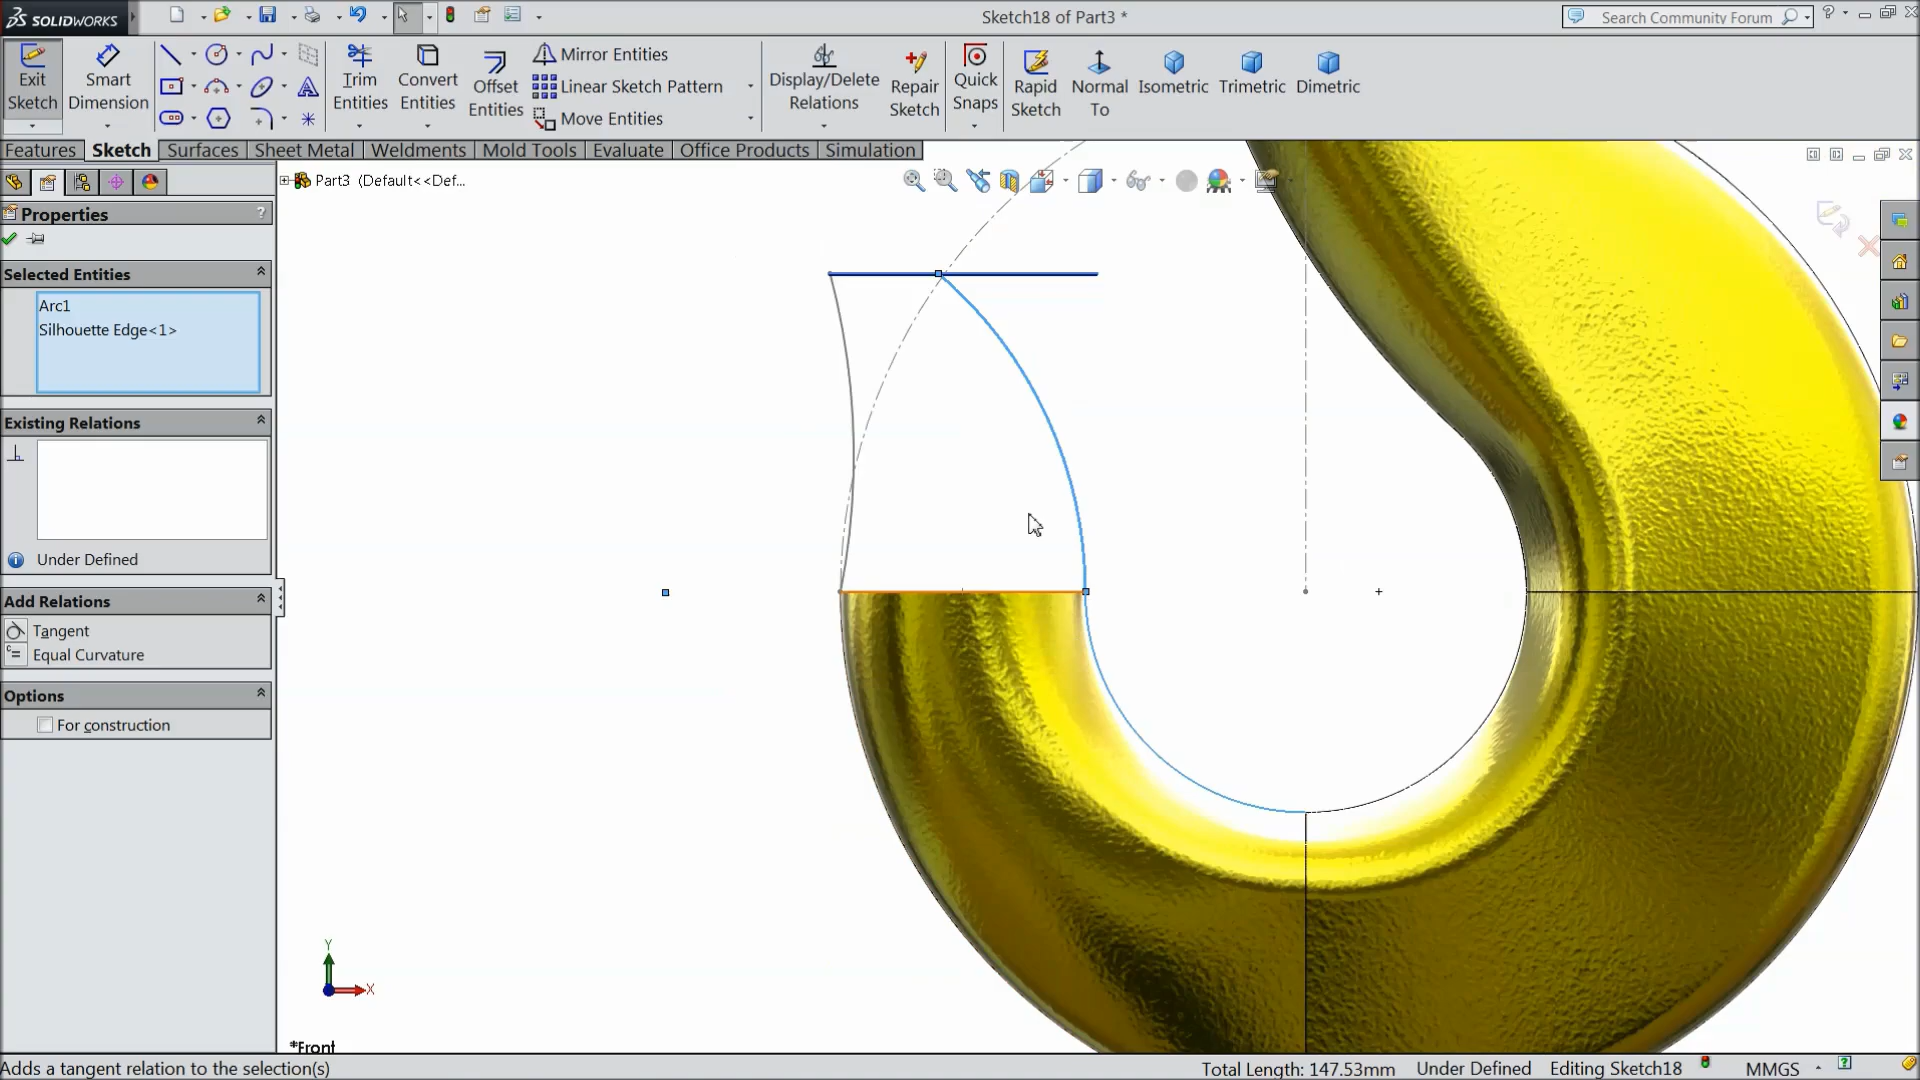 SOLIDWORKS
Sketch18 of Part3 *
Search Community Forum
?
Exit Sketch
Smart Dimension
Trim Entities
Convert Entities
Offset Entities
Mirror Entities
Linear Sketch Pattern
Move Entities
Display/Delete Relations
Repair Sketch
Quick Snaps
Rapid Sketch
Normal To
Isometric
Trimetric
Dimetric
Features
Sketch
Surfaces
Sheet Metal
Weldments
Mold Tools
Evaluate
Office Products
Simulation
Part3 (Default<<Def...
Properties
?
Selected Entities
Arc1
Silhouette Edge<1>
Existing Relations
Under Defined
Add Relations
Tangent
Equal Curvature
Options
For construction
Y
X
*Front
Adds a tangent relation to the selection(s)
Total Length: 147.53mm
Under Defined
Editing Sketch18
MMGS
?